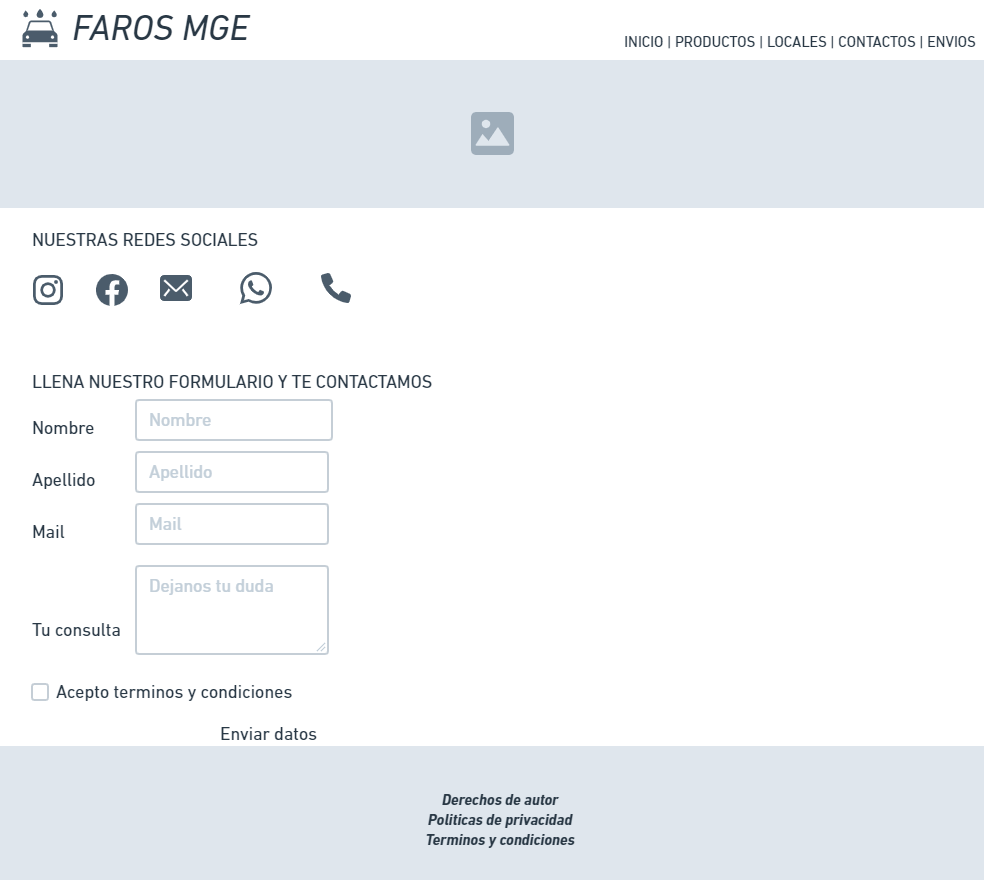 FAROS MGE
INICIO | PRODUCTOS | LOCALES | CONTACTOS | ENVIOS
NUESTRAS REDES SOCIALES
LLENA NUESTRO FORMULARIO Y TE CONTACTAMOS
Nombre
Nombre
Apellido
Apellido
Mail
Mail
Dejanos tu duda
Tu consulta
Acepto terminos y condiciones
Enviar datos
Derechos de autor
Politicas de privacidad
Terminos y condiciones